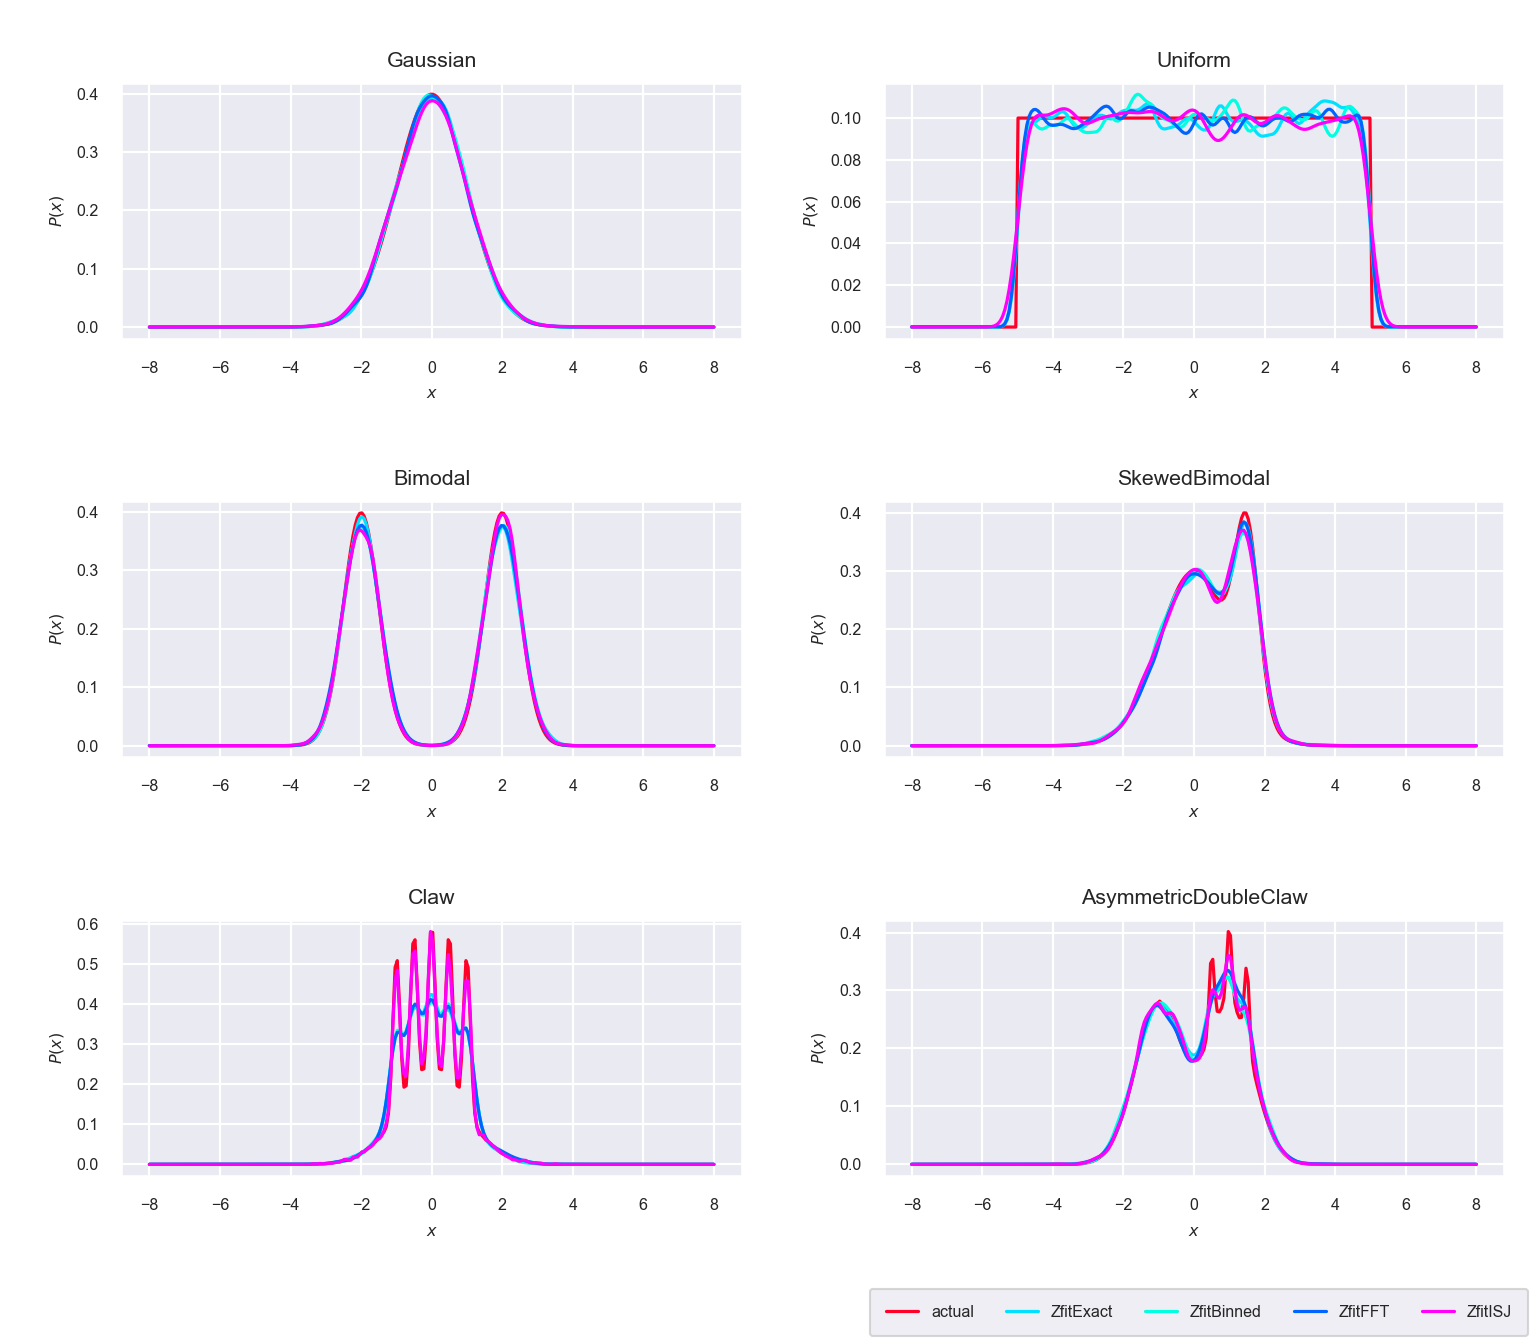 Gaussian
0.4
0.3
0.2
0.1
0.0
P(x)
−8 −6 −4 −2 0 2 4 6 8
x
Uniform
0.10
0.08
0.06
0.04
0.02
0.00
P(x)
−8 −6 −4 −2 0 2 4 6 8
x
Bimodal
0.4
0.3
0.2
0.1
0.0
P(x)
−8 −6 −4 −2 0 2 4 6 8
x
SkewedBimodal
0.4
0.3
0.2
0.1
0.0
P(x)
−8 −6 −4 −2 0 2 4 6 8
x
Claw
0.6
0.5
0.4
0.3
0.2
0.1
0.0
P(x)
−8 −6 −4 −2 0 2 4 6 8
x
AsymmetricDoubleClaw
0.4
0.3
0.2
0.1
0.0
P(x)
−8 −6 −4 −2 0 2 4 6 8
x
actual ZfitExact ZfitBinned ZfitFFT ZfitISJ